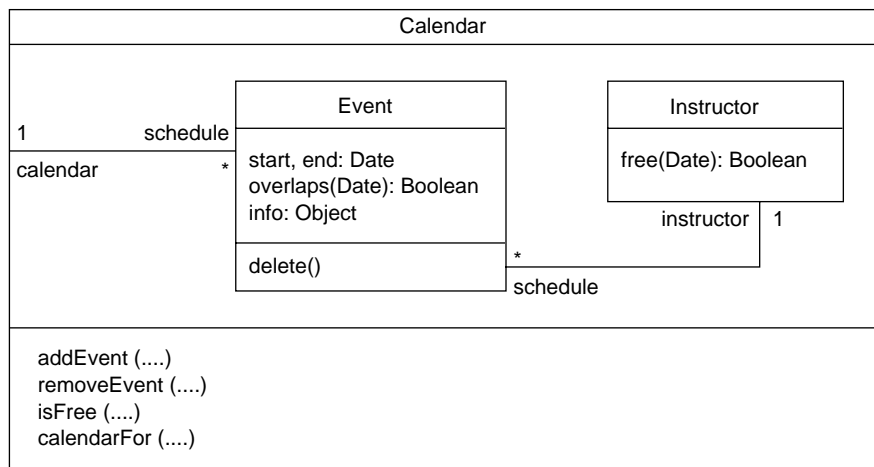 Calendar
Event
Instructor
1
schedule
calendar
*
start, end: Date
overlaps(Date): Boolean
info: Object
free(Date): Boolean
instructor
1
delete()
*
schedule
addEvent (....)
removeEvent (....)
isFree (....)
calendarFor (....)